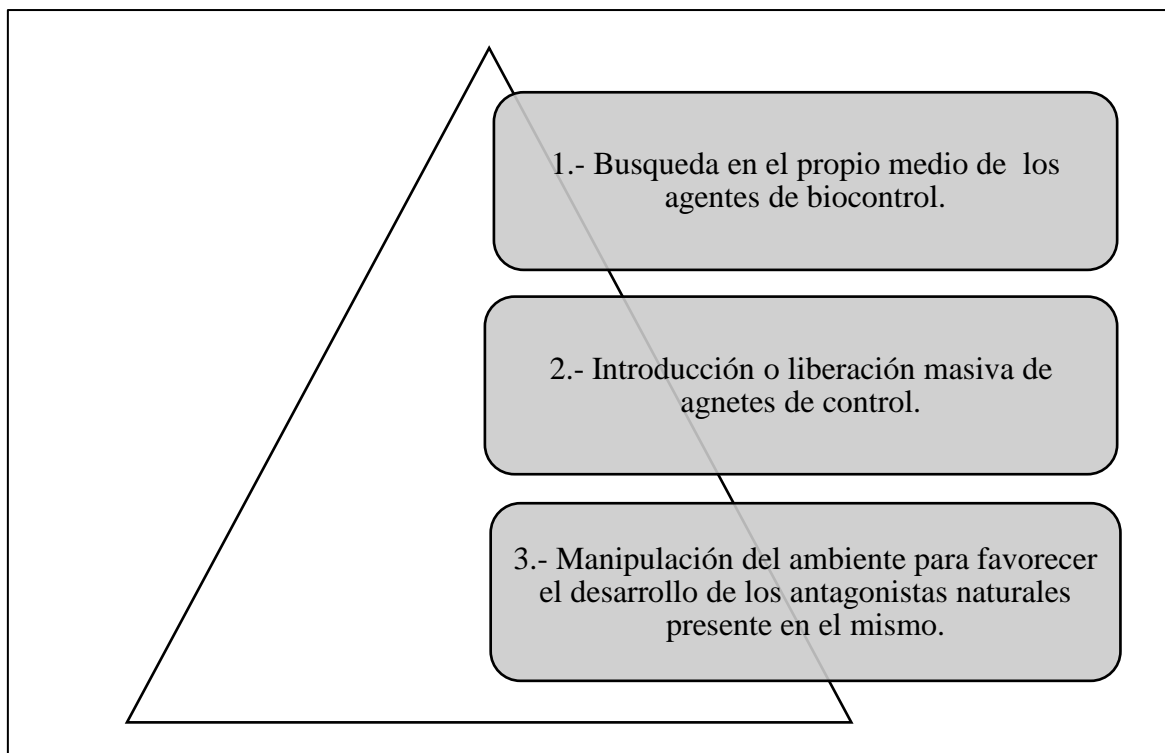 1.- Busqueda en el propio medio de los
agentes de biocontrol.
2.- Introducción o liberación masiva de
agnetes de control.
3.- Manipulación del ambiente para favorecer
el desarrollo de los antagonistas naturales
presente en el mismo.